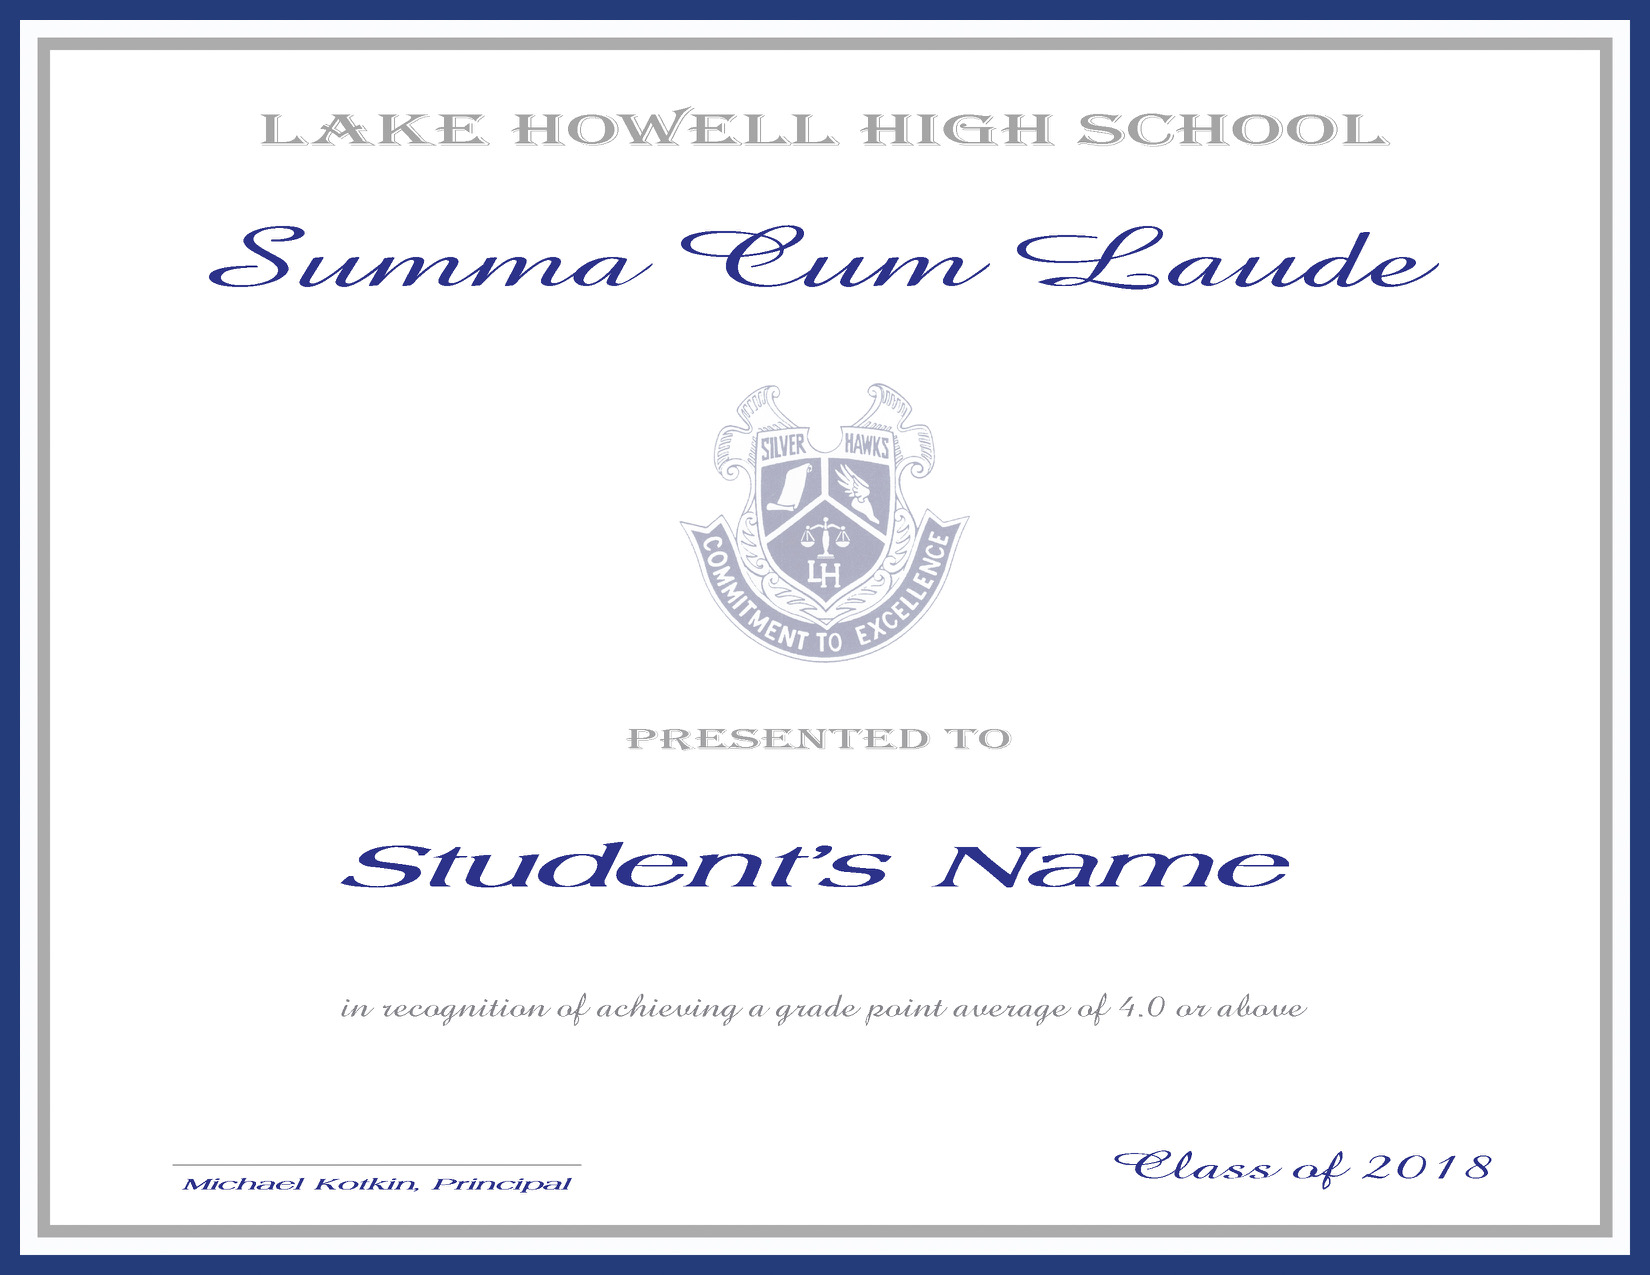 LAKE HOWELL HIGH SCHOOL
Summa Cum Laude
SILVER HAWKS
LH
COMMITMENT TO EXCELLENCE
PRESENTED TO
Student's Name
in recognition of achieving a grade point average of 4.0 or above
Michael Kotkin, Principal
Class of 2018